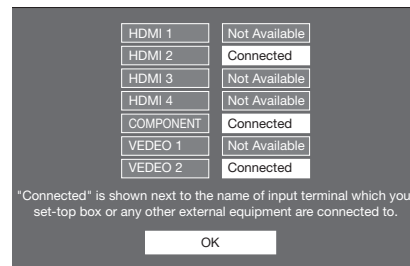 HDMI 1 Not Available
HDMI 2 Connected
HDMI 3 Not Available
HDMI 4 Not Available
COMPONENT Connected
VEDEO 1 Not Available
VEDEO 2 Connected
"Connected" is shown next to the name of input terminal which you
set-top box or any other external equipment are connected to.
OK